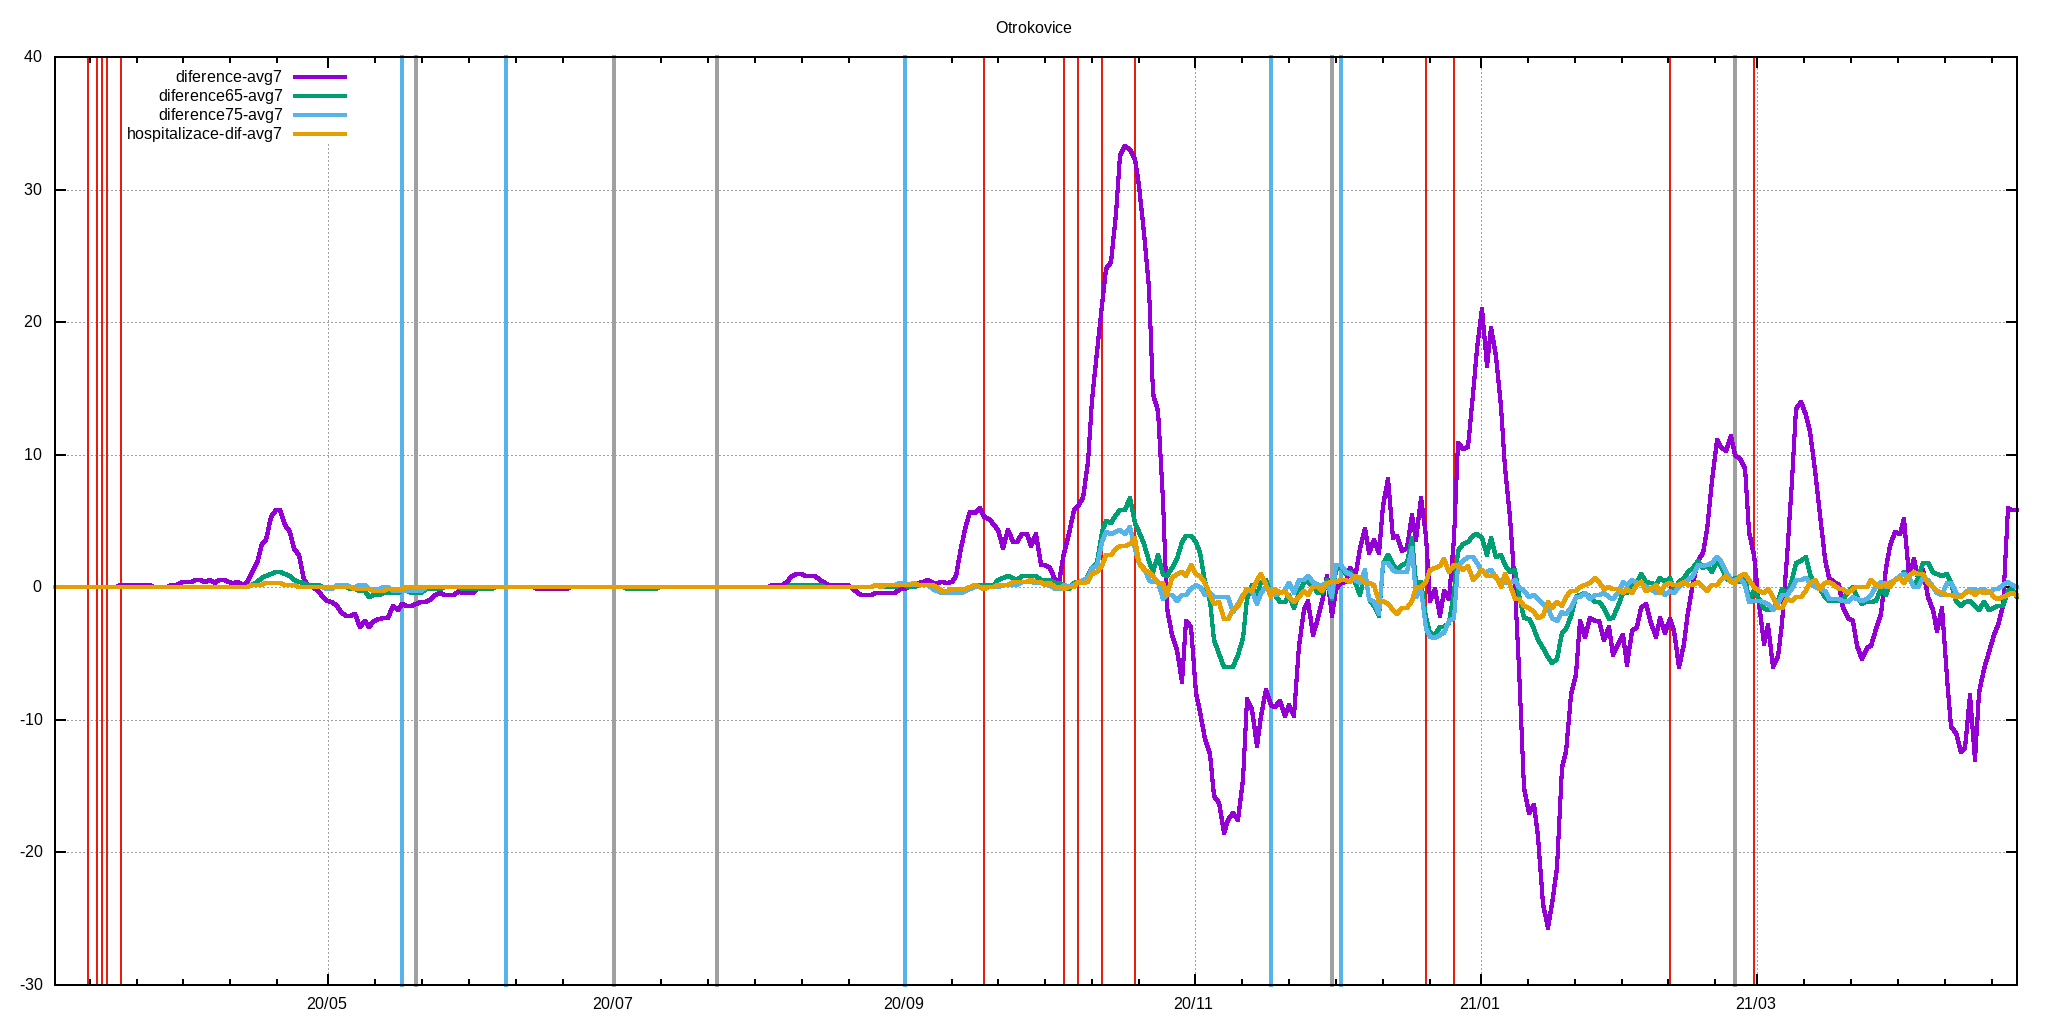 Otrokovice
diference-avg7
diference65-avg7
diference75-avg7
hospitalizace-dif-avg7
40
30
20
10
0
-10
-20
-30
20/05 20/07 20/09 20/11 21/01 21/03